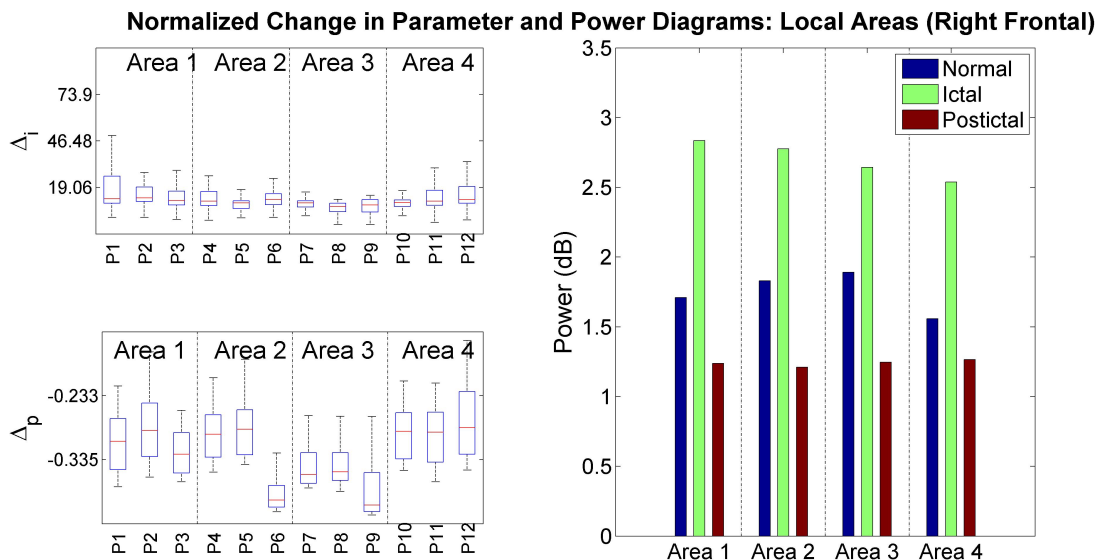 Normalized Change in Parameter and Power Diagrams: Local Areas (Right Frontal)
Area 1 Area 2 Area 3 Area 4
73.9
46.48
19.06
Δi
P1 P2 P3 P4 P5 P6 P7 P8 P9 P10 P11 P12
Area 1 Area 2 Area 3 Area 4
-0.233
-0.335
Δp
P1 P2 P3 P4 P5 P6 P7 P8 P9 P10 P11 P12
3.5
3
2.5
2
1.5
1
0.5
0
Power (dB)
Normal
Ictal
Postictal
Area 1 Area 2 Area 3 Area 4